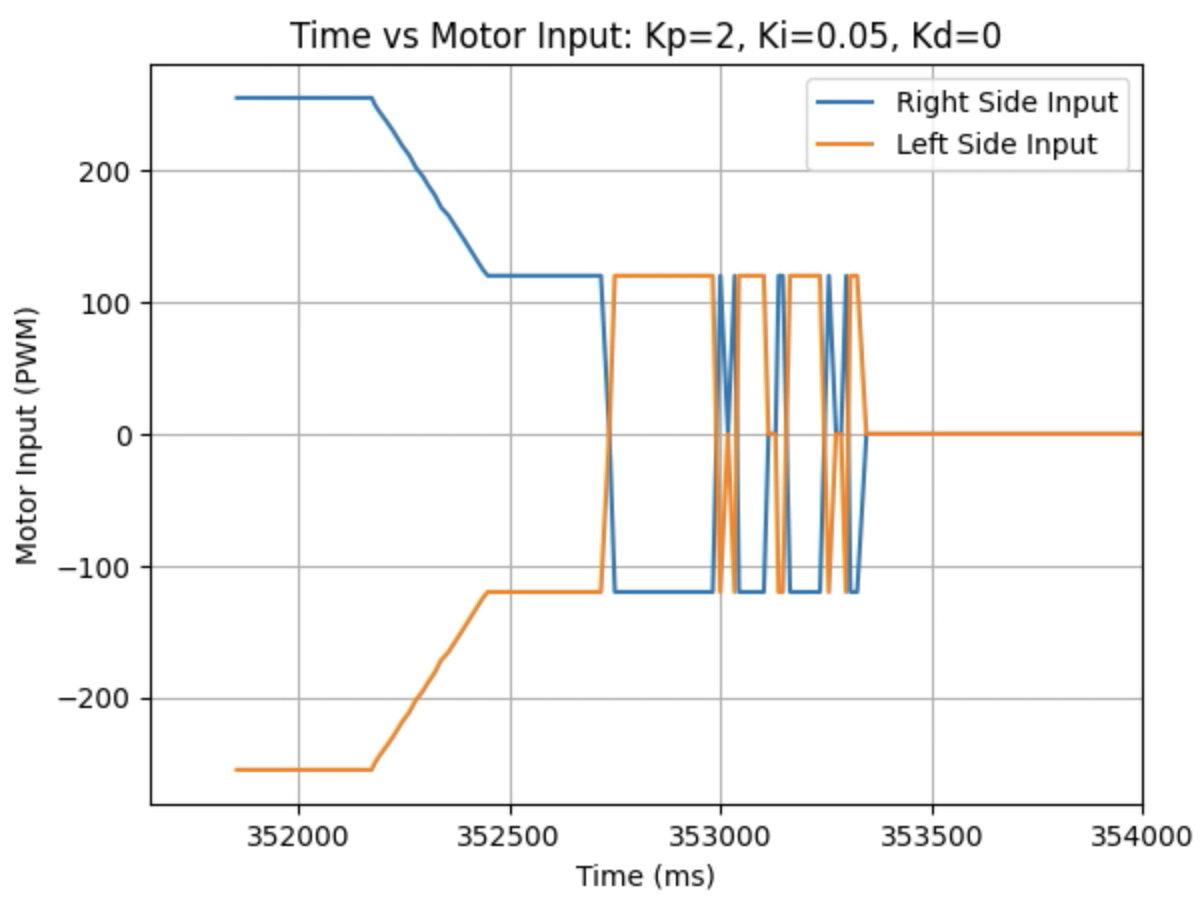 Time vs Motor Input: Kp=2, Ki=0.05, Kd=0
Right Side Input
Left Side Input
200
100
0
−100
−200
Motor Input (PWM)
352000 352500 353000 353500 354000
Time (ms)